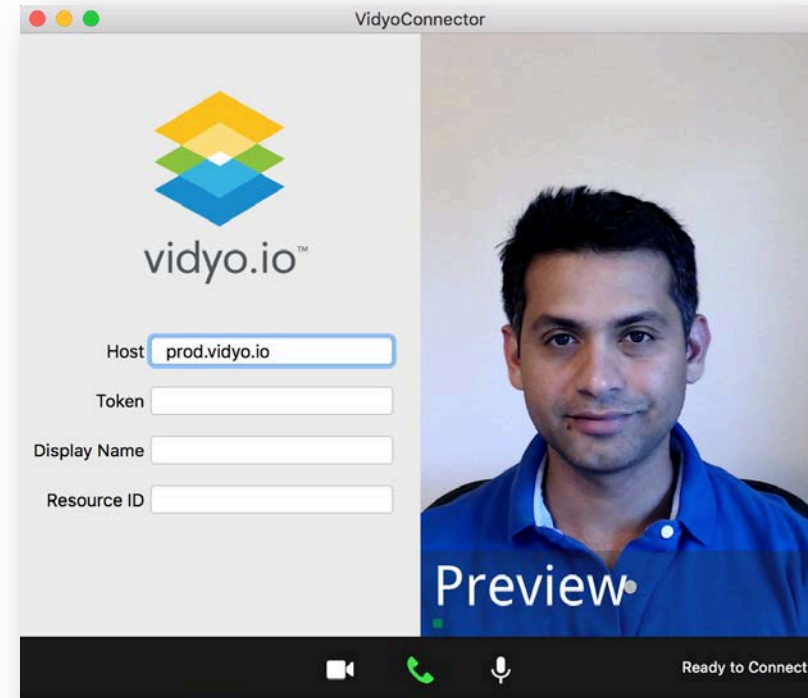 VidyoConnector
vidyo.io™
Host prod.vidyo.io
Token
Display Name
Resource ID
Preview
Ready to Connect